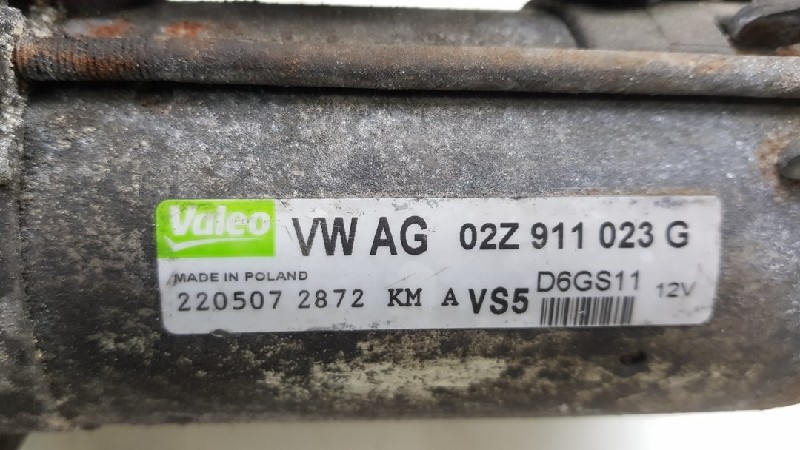 Valeo VW AG 02Z 911 023 G
MADE IN POLAND
220507 2872 KM A VS5 D6GS11 12V